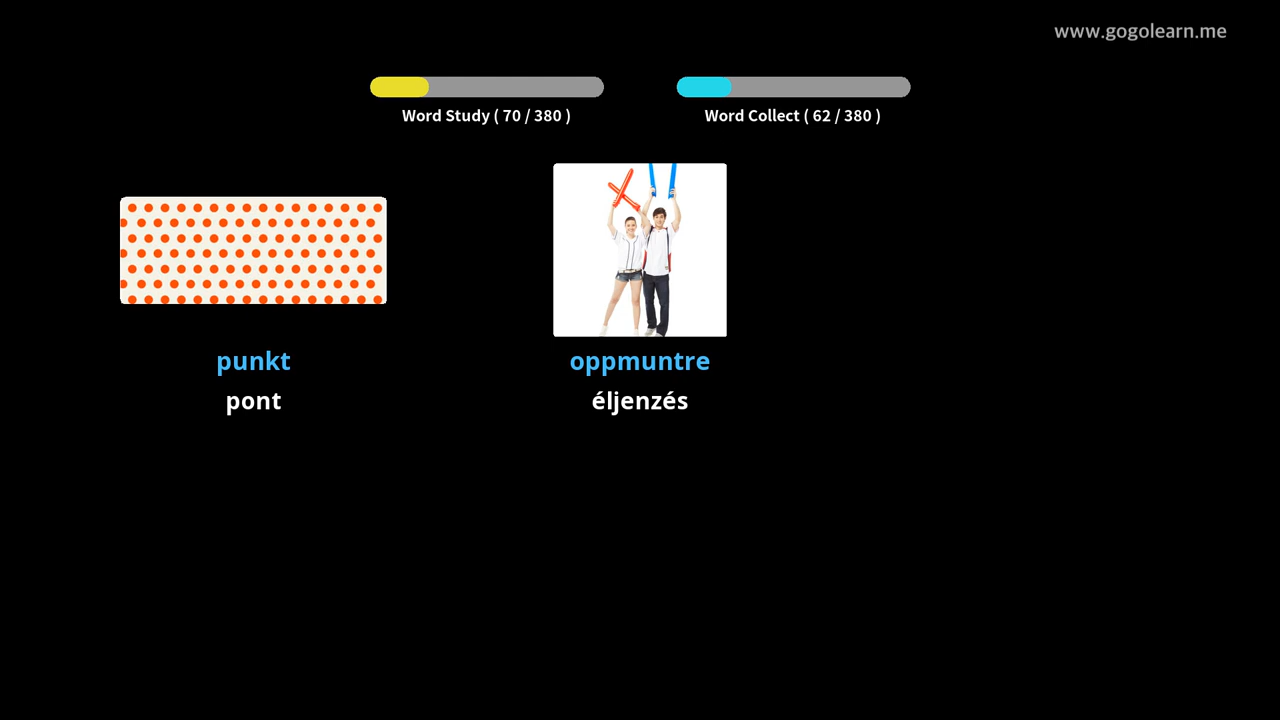 www.gogolearn.me
Word Study ( 70 / 380 )
Word Collect ( 62 / 380 )
punkt
pont
oppmuntre
éljenzés